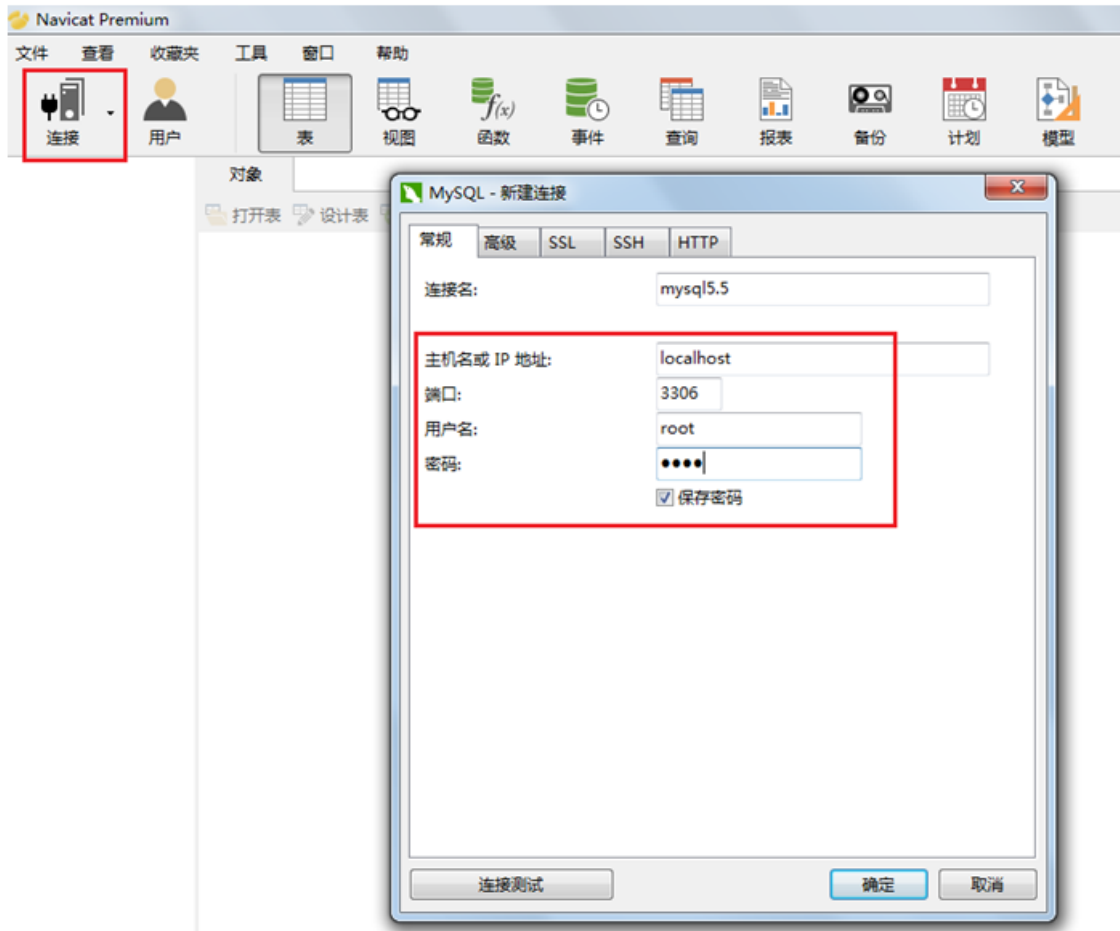 Navicat Premium
文件 查看 收藏夹 工具 窗口 帮助
连接 用户 表 视图 f(x) 函数 事件 查询 报表 备份 计划 模型
对象
打开表 设计表
MySQL - 新建连接
常规 高级 SSL SSH HTTP
连接名: mysql5.5
主机名或 IP 地址: localhost
端口: 3306
用户名: root
密码: ••••
保存密码
连接测试 确定 取消